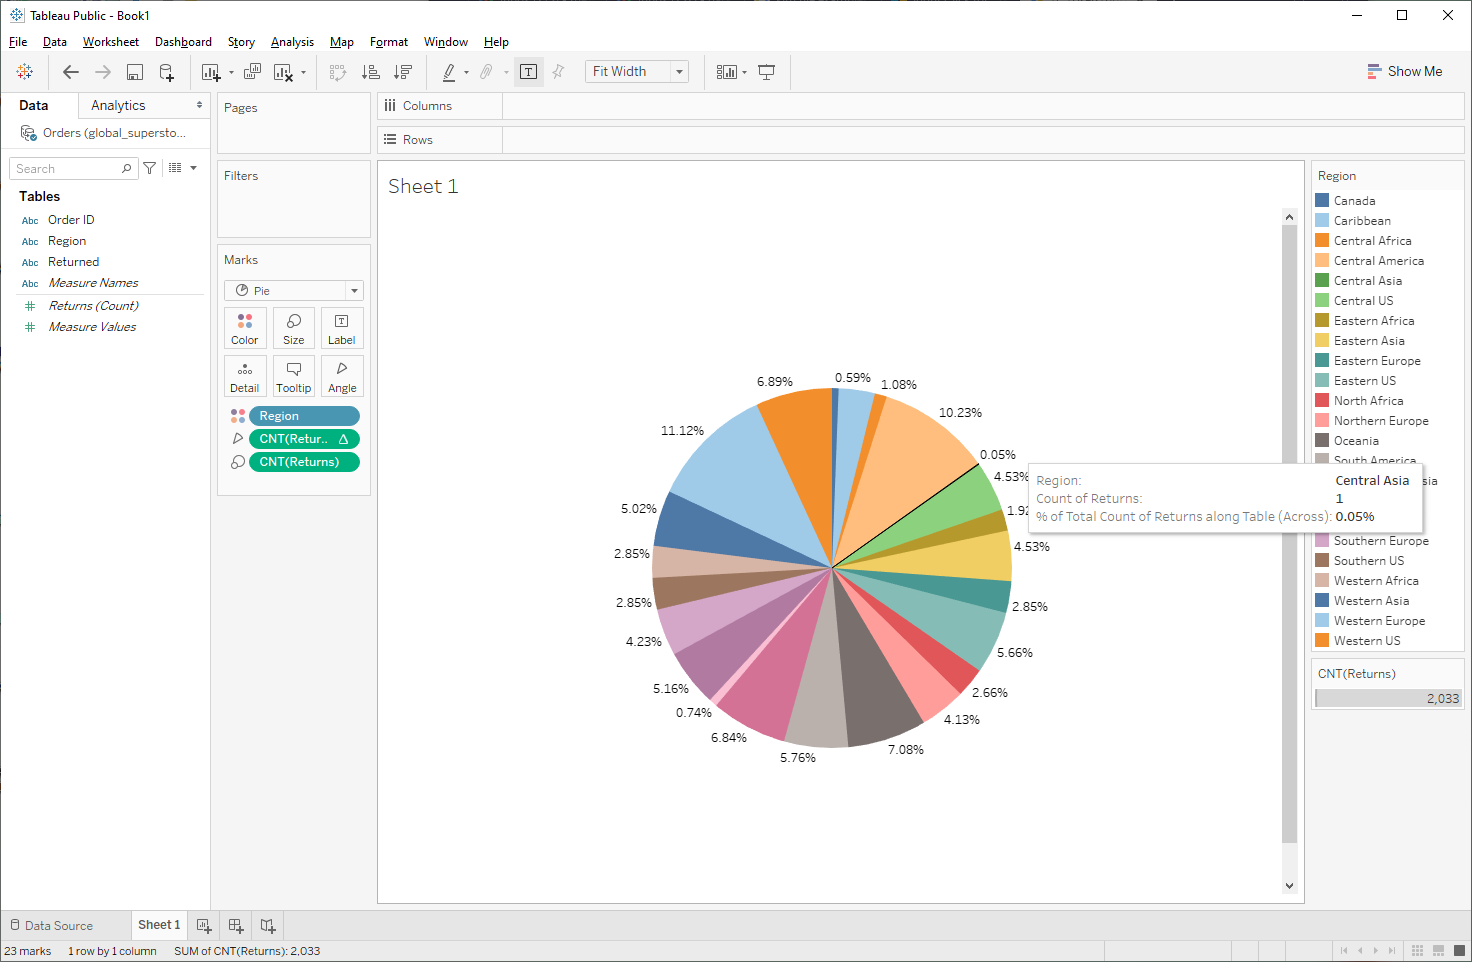 Tableau Public - Book1
File Data Worksheet Dashboard Story Analysis Map Format Window Help
Fit Width
Show Me
Data Analytics
Pages
Columns
Orders (global_supersto...
Rows
Search
Filters
Tables
Abc Order ID
Abc Region
Abc Returned
Abc Measure Names
Returns (Count)
Measure Values
Marks
Pie
Color Size Label
Detail Tooltip Angle
Region
CNT(Retur.. Δ
CNT(Returns)
Sheet 1
0.59%
1.08%
10.23%
0.05%
4.53%
1.92
4.53%
2.85%
5.66%
2.66%
4.13%
7.08%
5.76%
6.84%
0.74%
5.16%
4.23%
2.85%
2.85%
5.02%
11.12%
6.89%
Region: Central Asia
Count of Returns: 1
% of Total Count of Returns along Table (Across): 0.05%
Region
Canada
Caribbean
Central Africa
Central America
Central Asia
Central US
Eastern Africa
Eastern Asia
Eastern Europe
Eastern US
North Africa
Northern Europe
Oceania
South America
sia
Southern Europe
Southern US
Western Africa
Western Asia
Western Europe
Western US
CNT(Returns)
2,033
Data Source Sheet 1
23 marks 1 row by 1 column SUM of CNT(Returns): 2,033